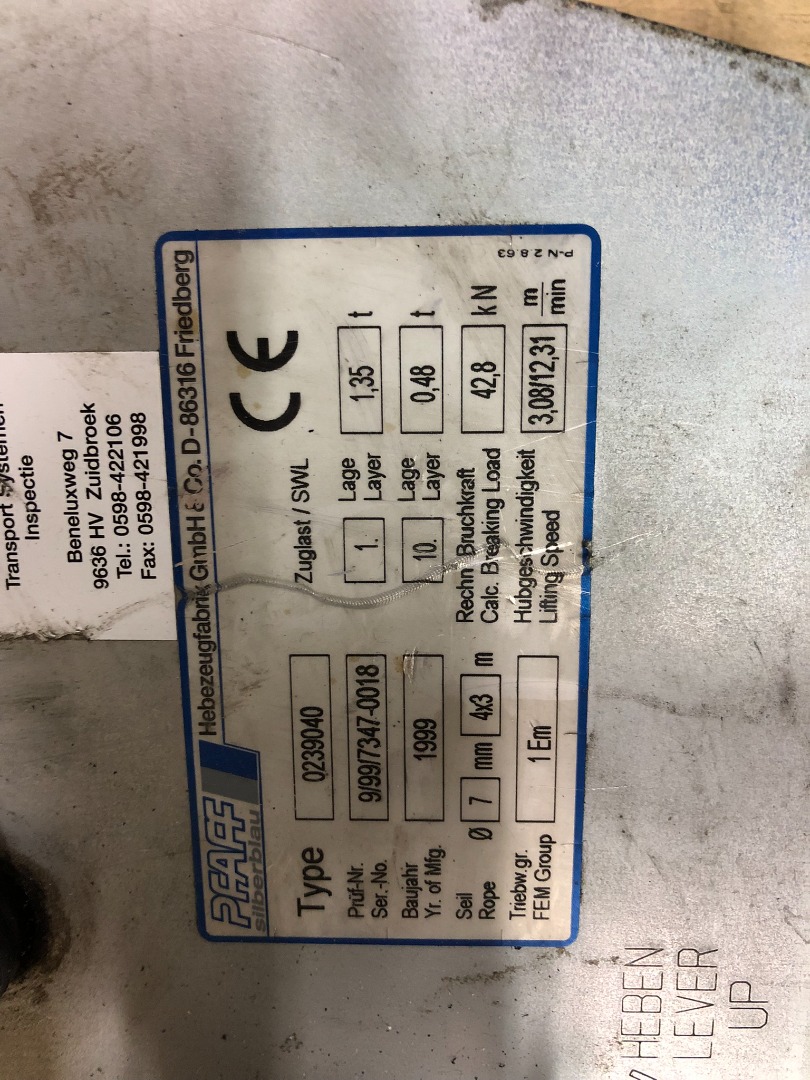 Transport Systemen
Inspectie
Beneluxweg 7
9636 HV Zuidbroek
Tel.: 0598-422106
Fax: 0598-421998
PFAFF
silberblau
Hebezeugfabrik GmbH & Co. D-86316 Friedberg
Type 0239040
Zuglast / SWL
CE
Prüf-Nr.
Ser.-No. 9/99/7347-0018
1. Lage
Layer 1,35 t
Baujahr
Yr. of Mfg. 1999
10. Lage
Layer 0,48 t
Seil
Rope Ø 7 mm 4x3 m
Rechn. Bruchkraft
Calc. Breaking Load 42,8 kN
Triebw.gr.
FEM Group 1 Em
Hubgeschwindigkeit
Lifting Speed 3,08/12,31 m/min
P-N 2 8 63
HEBEN
LEVER
UP